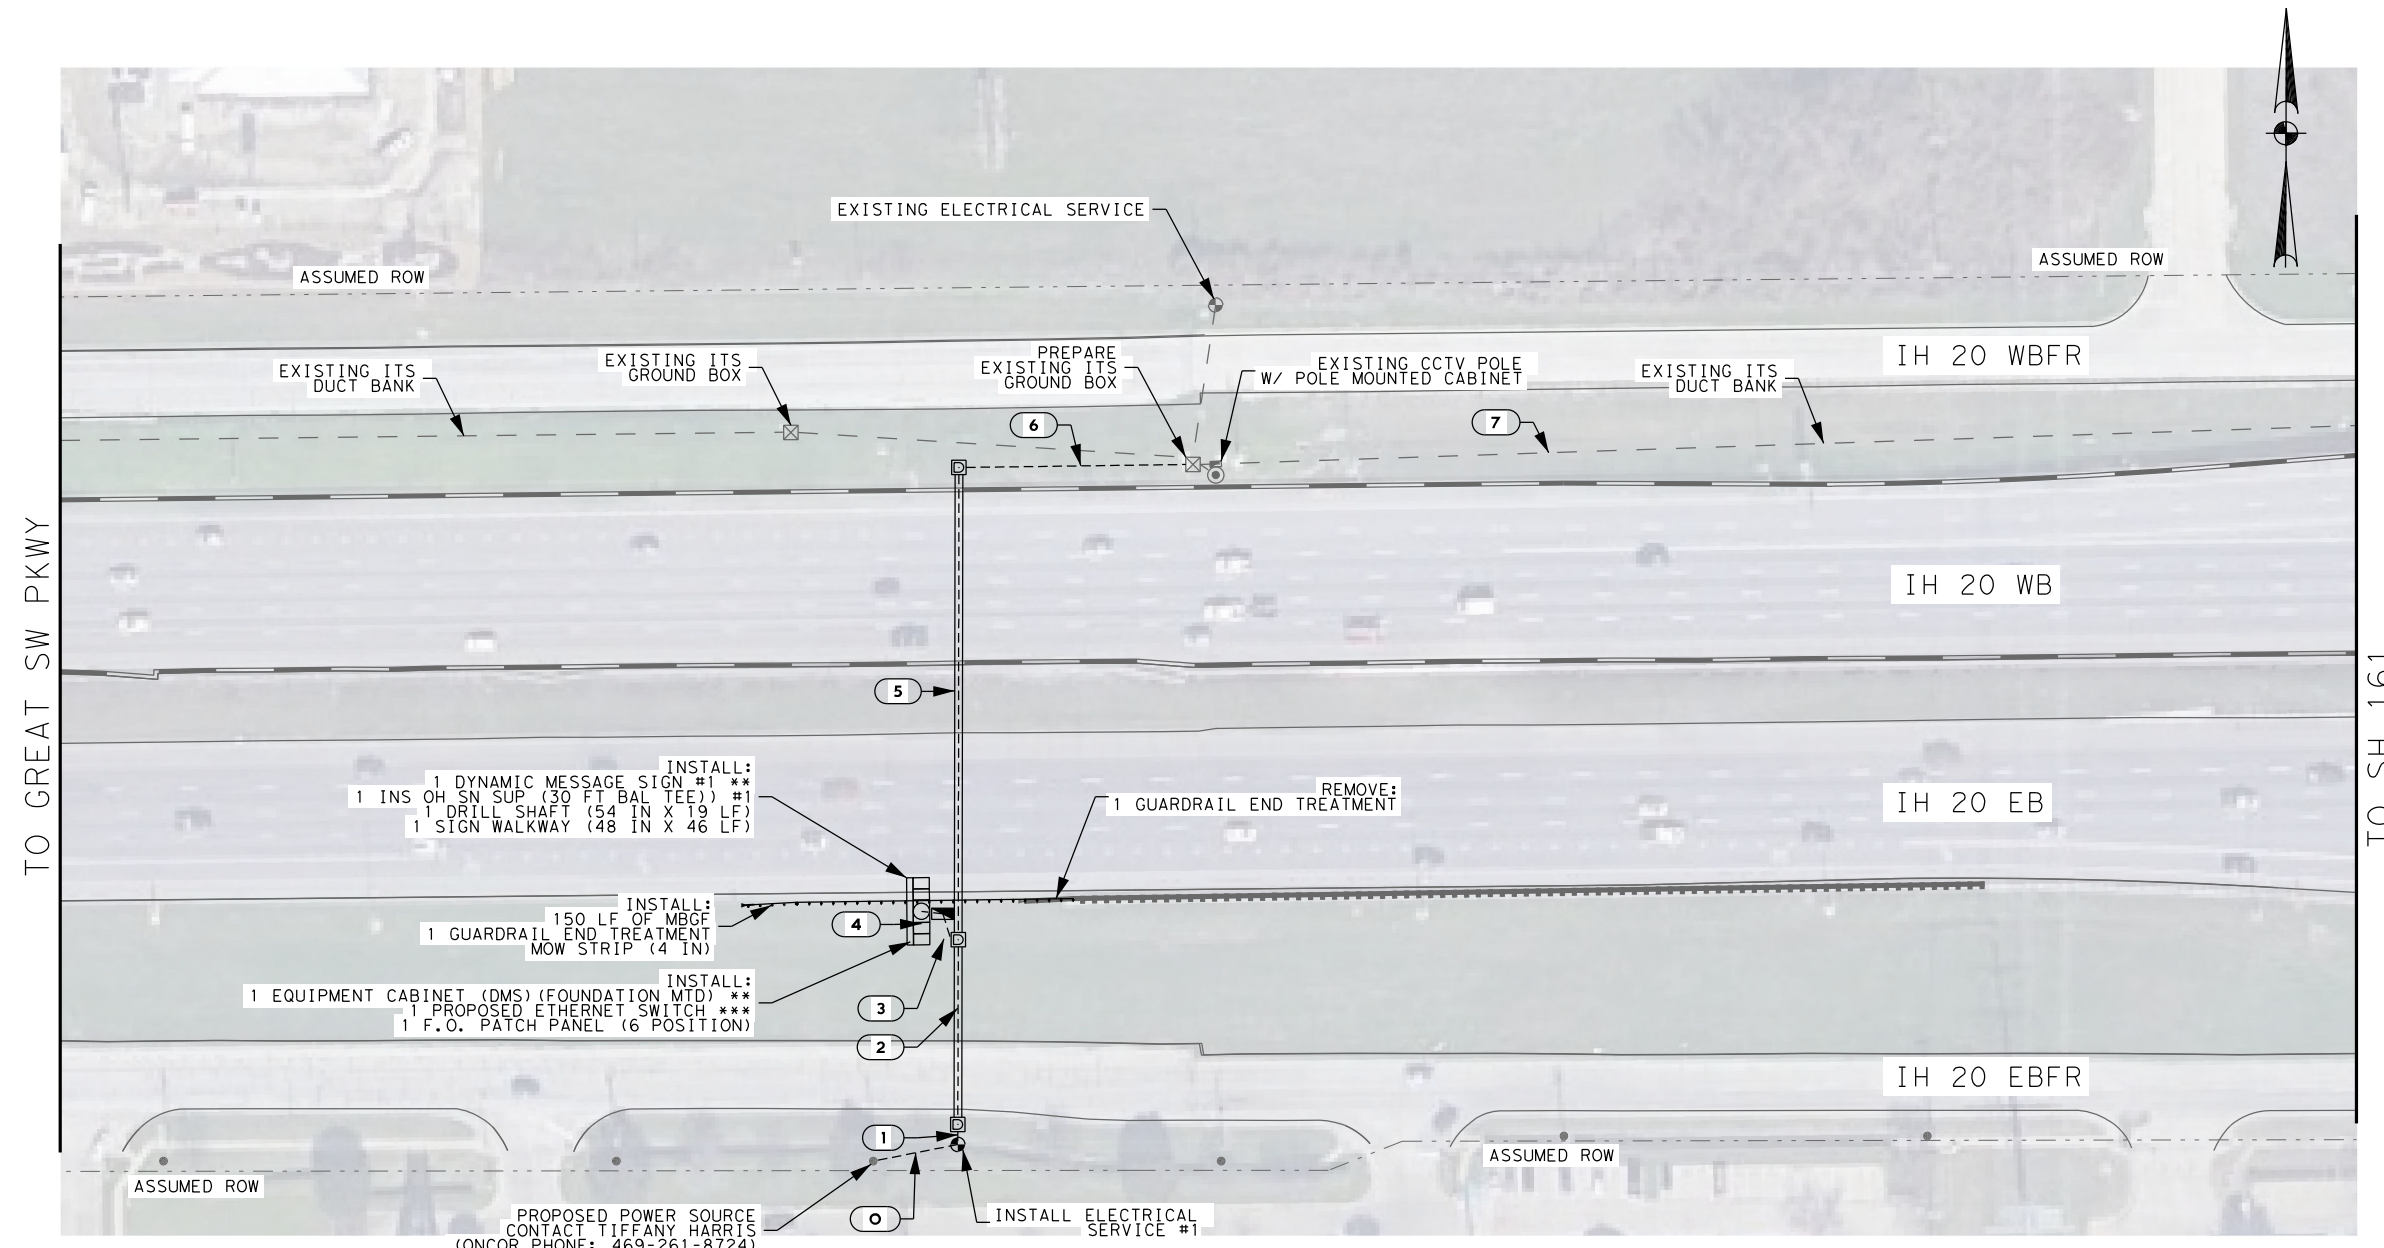 EXISTING ELECTRICAL SERVICE
ASSUMED ROW
ASSUMED ROW
EXISTING ITS
DUCT BANK
EXISTING ITS
GROUND BOX
PREPARE
EXISTING ITS
GROUND BOX
EXISTING CCTV POLE
W/ POLE MOUNTED CABINET
EXISTING ITS
DUCT BANK
IH 20 WBFR
6
7
TO GREAT SW PKWY
IH 20 WB
TO SH 161
5
INSTALL:
1 DYNAMIC MESSAGE SIGN #1 **
1 INS OH SN SUP (30 FT BAL TEE)) #1
1 DRILL SHAFT (54 IN X 19 LF)
1 SIGN WALKWAY (48 IN X 46 LF)
REMOVE:
1 GUARDRAIL END TREATMENT
IH 20 EB
INSTALL:
150 LF OF MBGF
1 GUARDRAIL END TREATMENT
MOW STRIP (4 IN)
4
INSTALL:
1 EQUIPMENT CABINET (DMS)(FOUNDATION MTD) **
1 PROPOSED ETHERNET SWITCH ***
1 F.O. PATCH PANEL (6 POSITION)
3
2
IH 20 EBFR
1
ASSUMED ROW
ASSUMED ROW
PROPOSED POWER SOURCE
CONTACT TIFFANY HARRIS
(ONCOR PHONE: 469-261-8724)
0
INSTALL ELECTRICAL
SERVICE #1